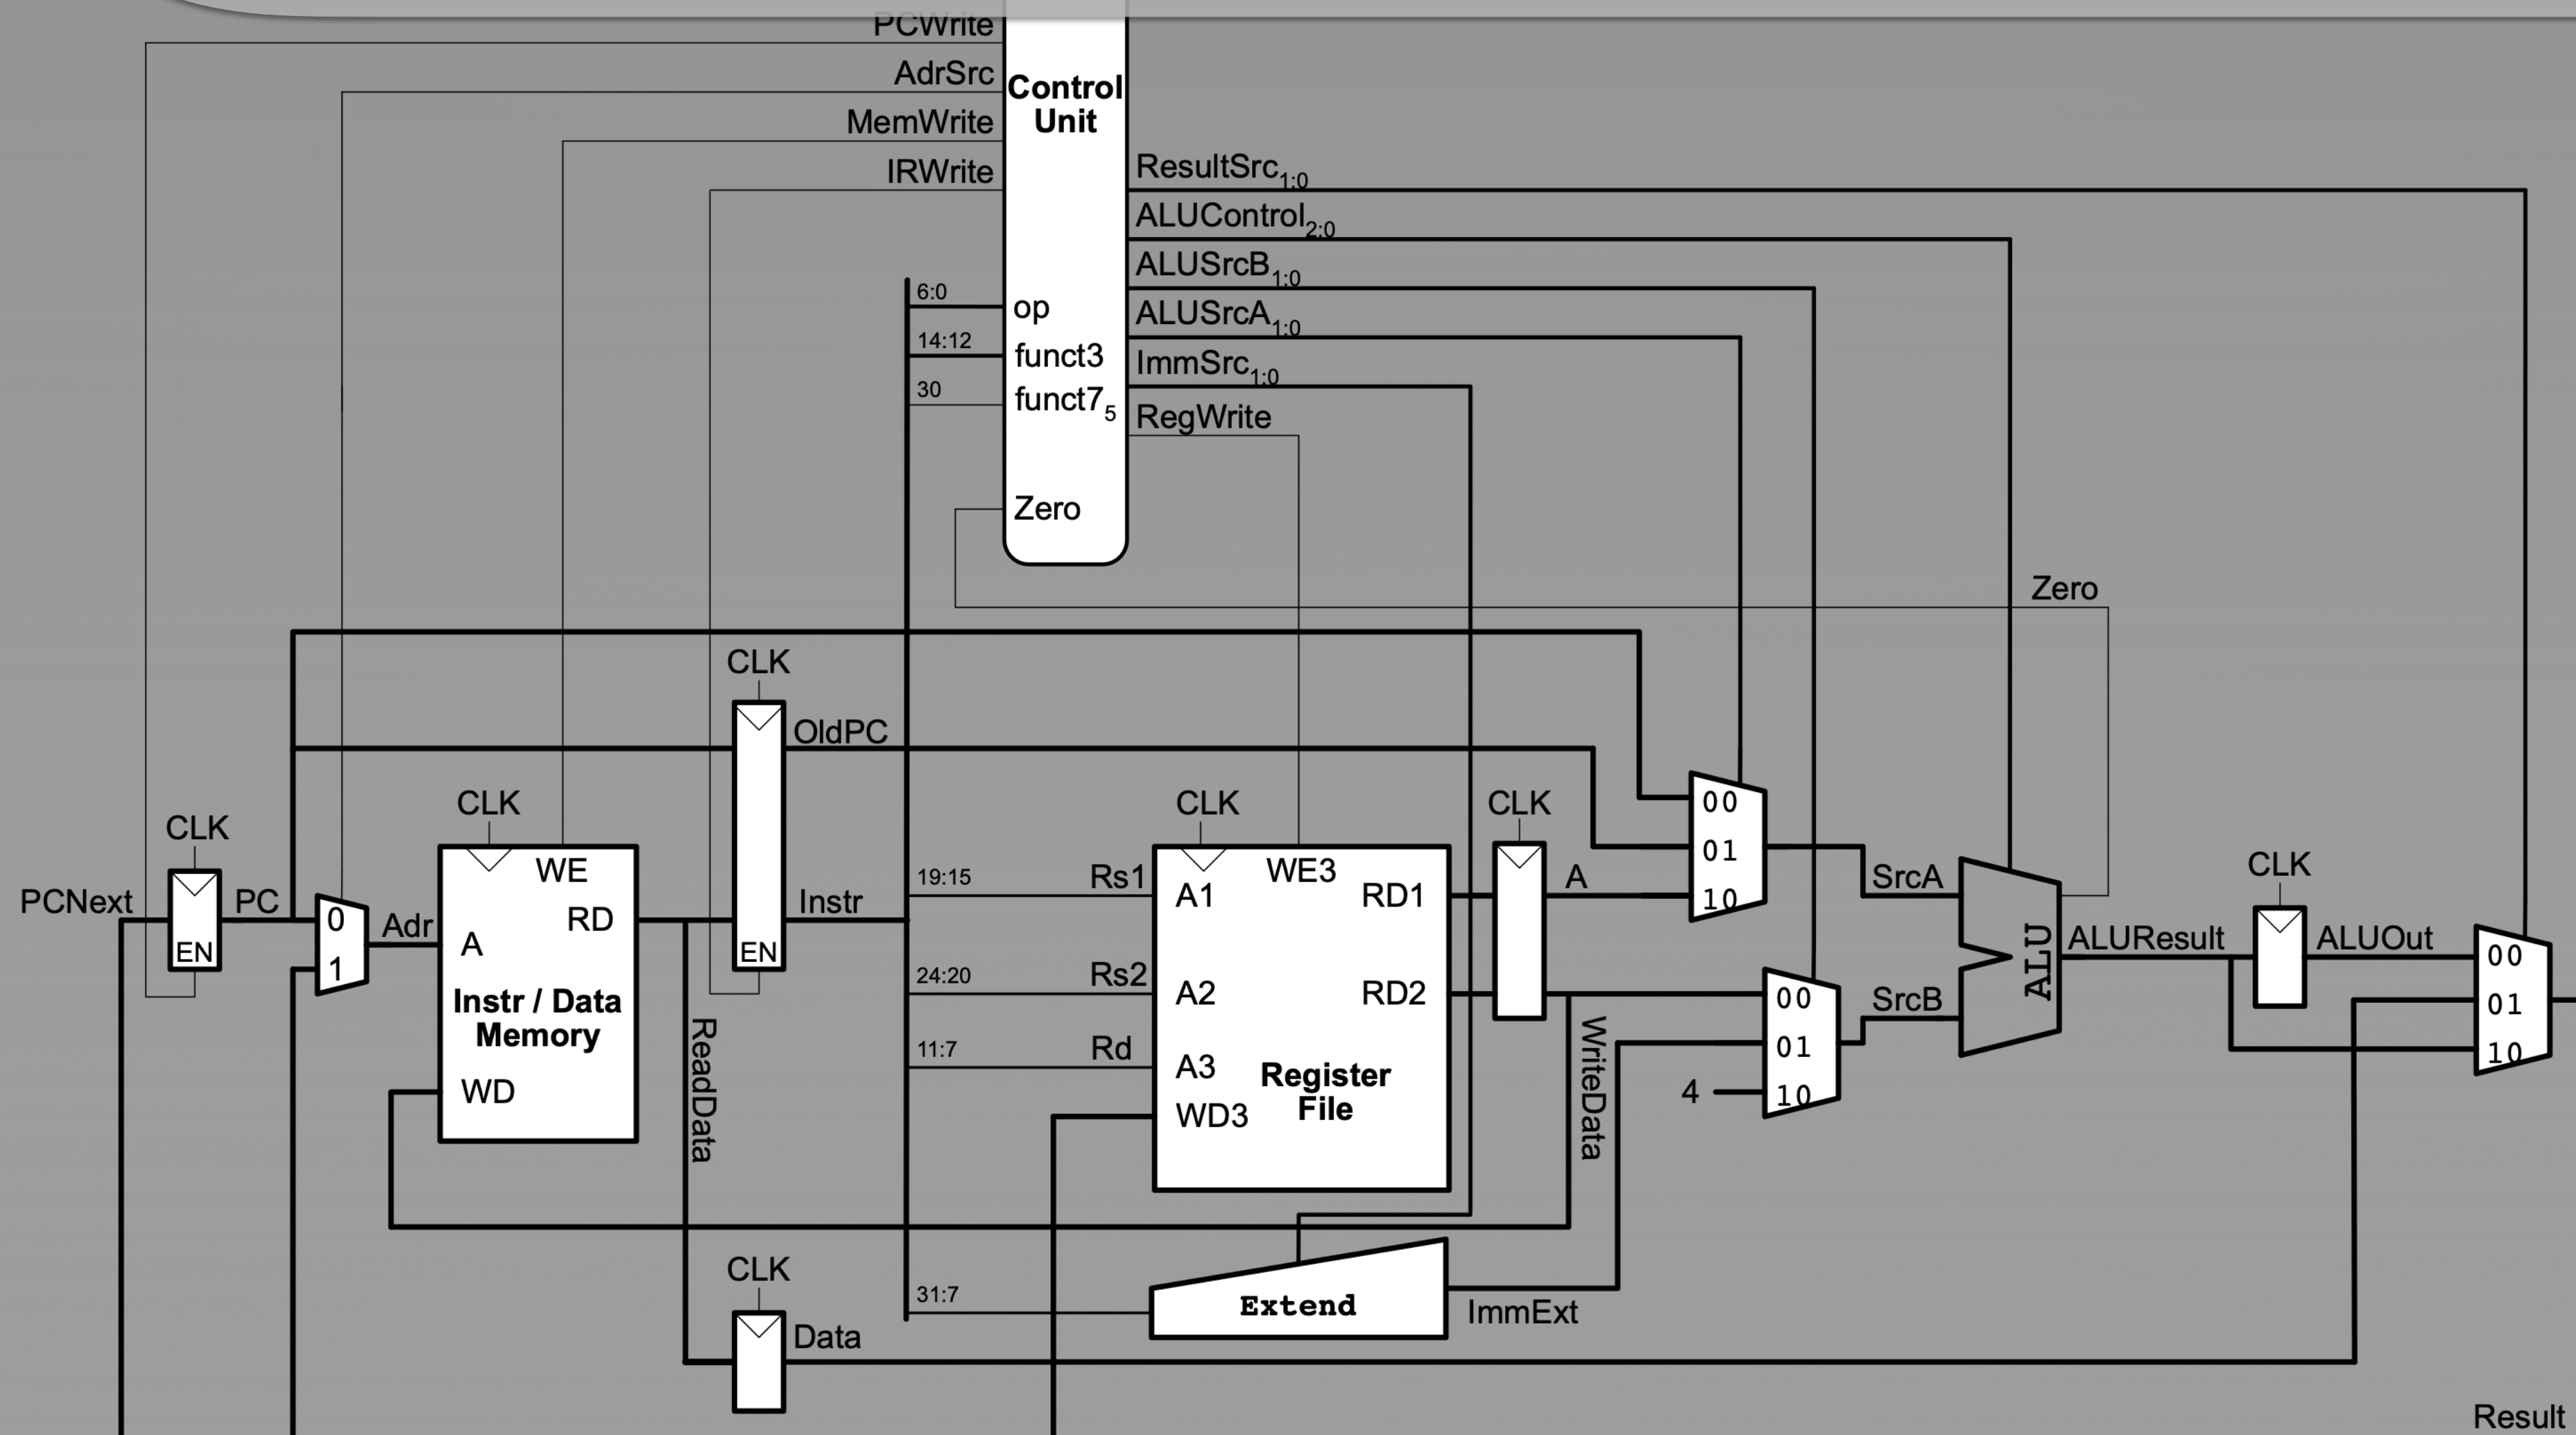 PCWrite
AdrSrc
Control
Unit
MemWrite
IRWrite
ResultSrc1:0
ALUControl2:0
ALUSrcB1:0
6:0
op
ALUSrcA1:0
14:12
funct3
ImmSrc1:0
30
funct75
RegWrite
Zero
Zero
CLK
OldPC
CLK
CLK
CLK
CLK
CLK
PCNext
PC
EN
0
1
Adr
WE
RD
A
Instr / Data
Memory
WD
EN
Instr
ReadData
19:15
Rs1
24:20
Rs2
11:7
Rd
A1
WE3
RD1
A2
RD2
A3
WD3
Register
File
A
WriteData
00
01
10
00
01
10
4
SrcA
SrcB
ALU
ALUResult
ALUOut
00
01
10
CLK
31:7
Extend
ImmExt
Data
Result